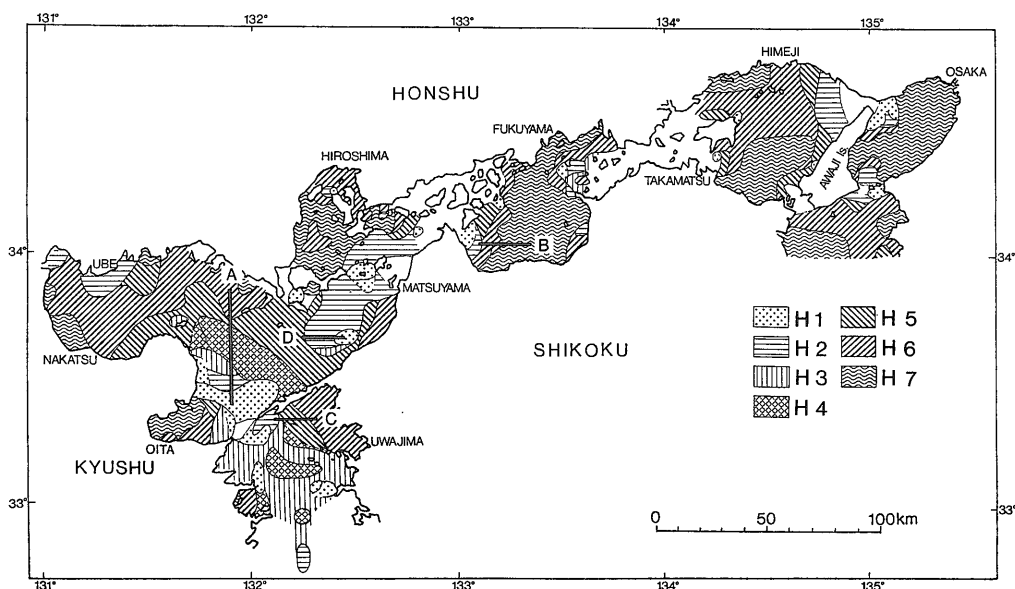 131° 132° 133° 134° 135°
HIMEJI
OSAKA
HONSHU
FUKUYAMA
HIROSHIMA
AWAJI Is.
TAKAMATSU
34° 34°
UBE
A
B
MATSUYAMA
D
SHIKOKU
NAKATSU
H1 H5
H2 H6
H3 H7
H4
C
UWAJIMA
OITA
KYUSHU
33° 33°
0 50 100km
131° 132° 133° 134° 135°